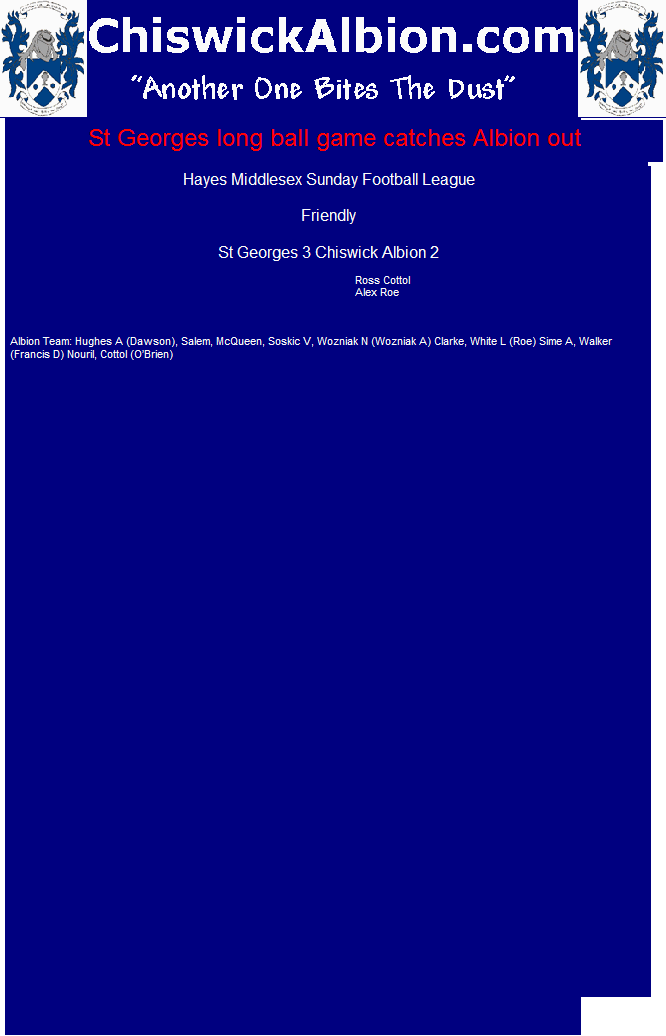 ChiswickAlbion.com
"Another One Bites The Dust"
St Georges long ball game catches Albion out
Hayes Middlesex Sunday Football League
Friendly
St Georges 3 Chiswick Albion 2
Ross Cottol
Alex Roe
Albion Team: Hughes A (Dawson), Salem, McQueen, Soskic V, Wozniak N (Wozniak A) Clarke, White L (Roe) Sime A, Walker
(Francis D) Nouril, Cottol (O'Brien)